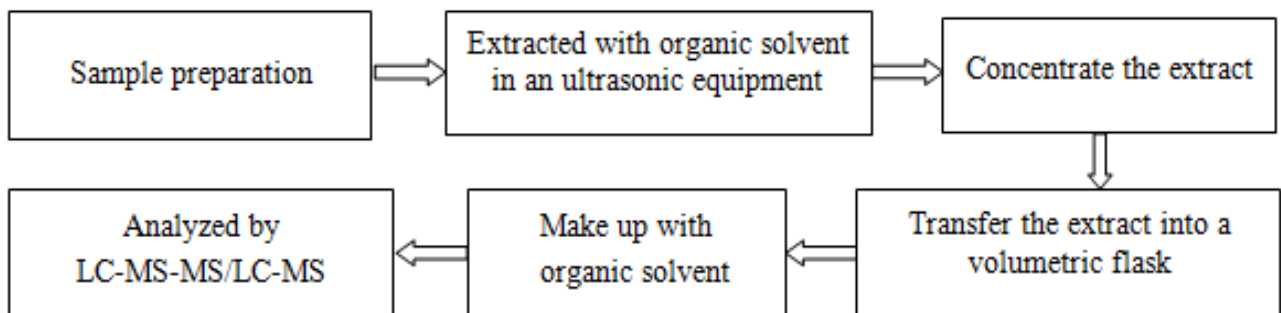 Sample preparation
Extracted with organic solvent
in an ultrasonic equipment
Concentrate the extract
Transfer the extract into a
volumetric flask
Make up with
organic solvent
Analyzed by
LC-MS-MS/LC-MS